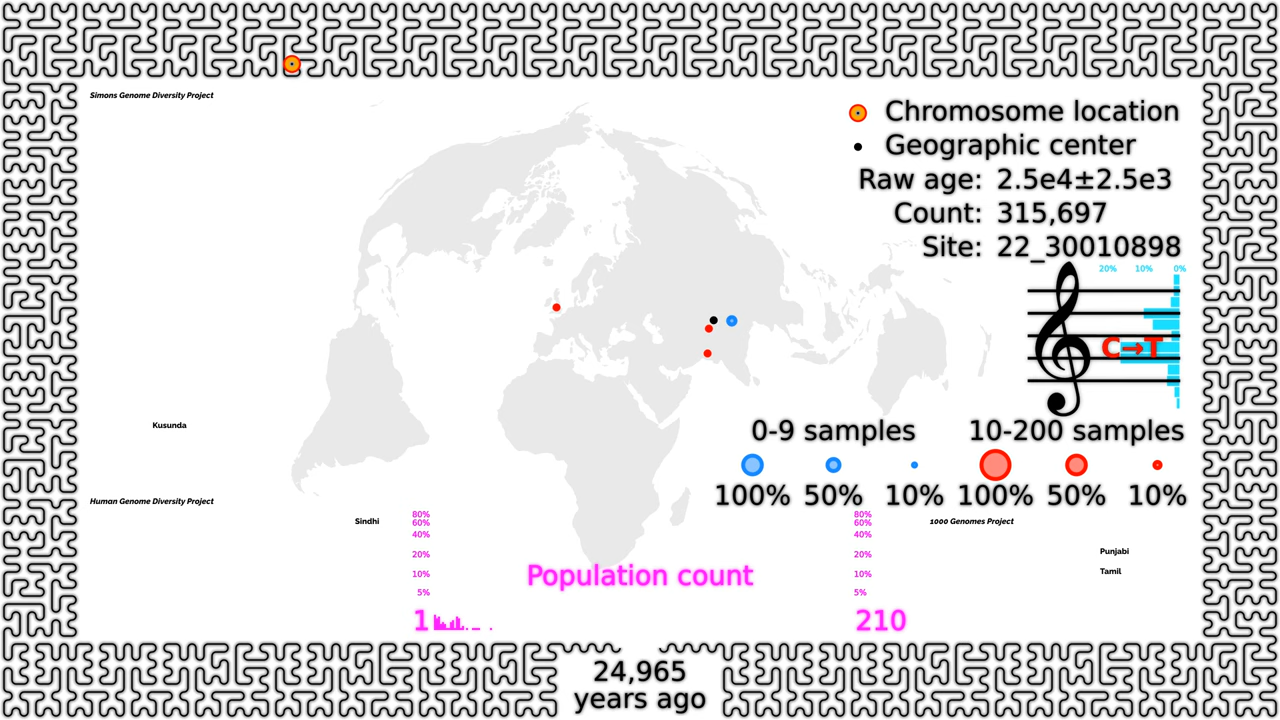 Simons Genome Diversity Project
Chromosome location
Geographic center
Raw age: 2.5e4±2.5e3
Count: 315,697
Site: 22_30010898
20% 10% 0%
C→T
Kusunda
0-9 samples 10-200 samples
100% 50% 10% 100% 50% 10%
Human Genome Diversity Project
Sindhi
80%
60%
40%
20%
10%
5%
80%
60%
40%
20%
10%
5%
1000 Genomes Project
Punjabi
Tamil
Population count
1 210
24,965
years ago